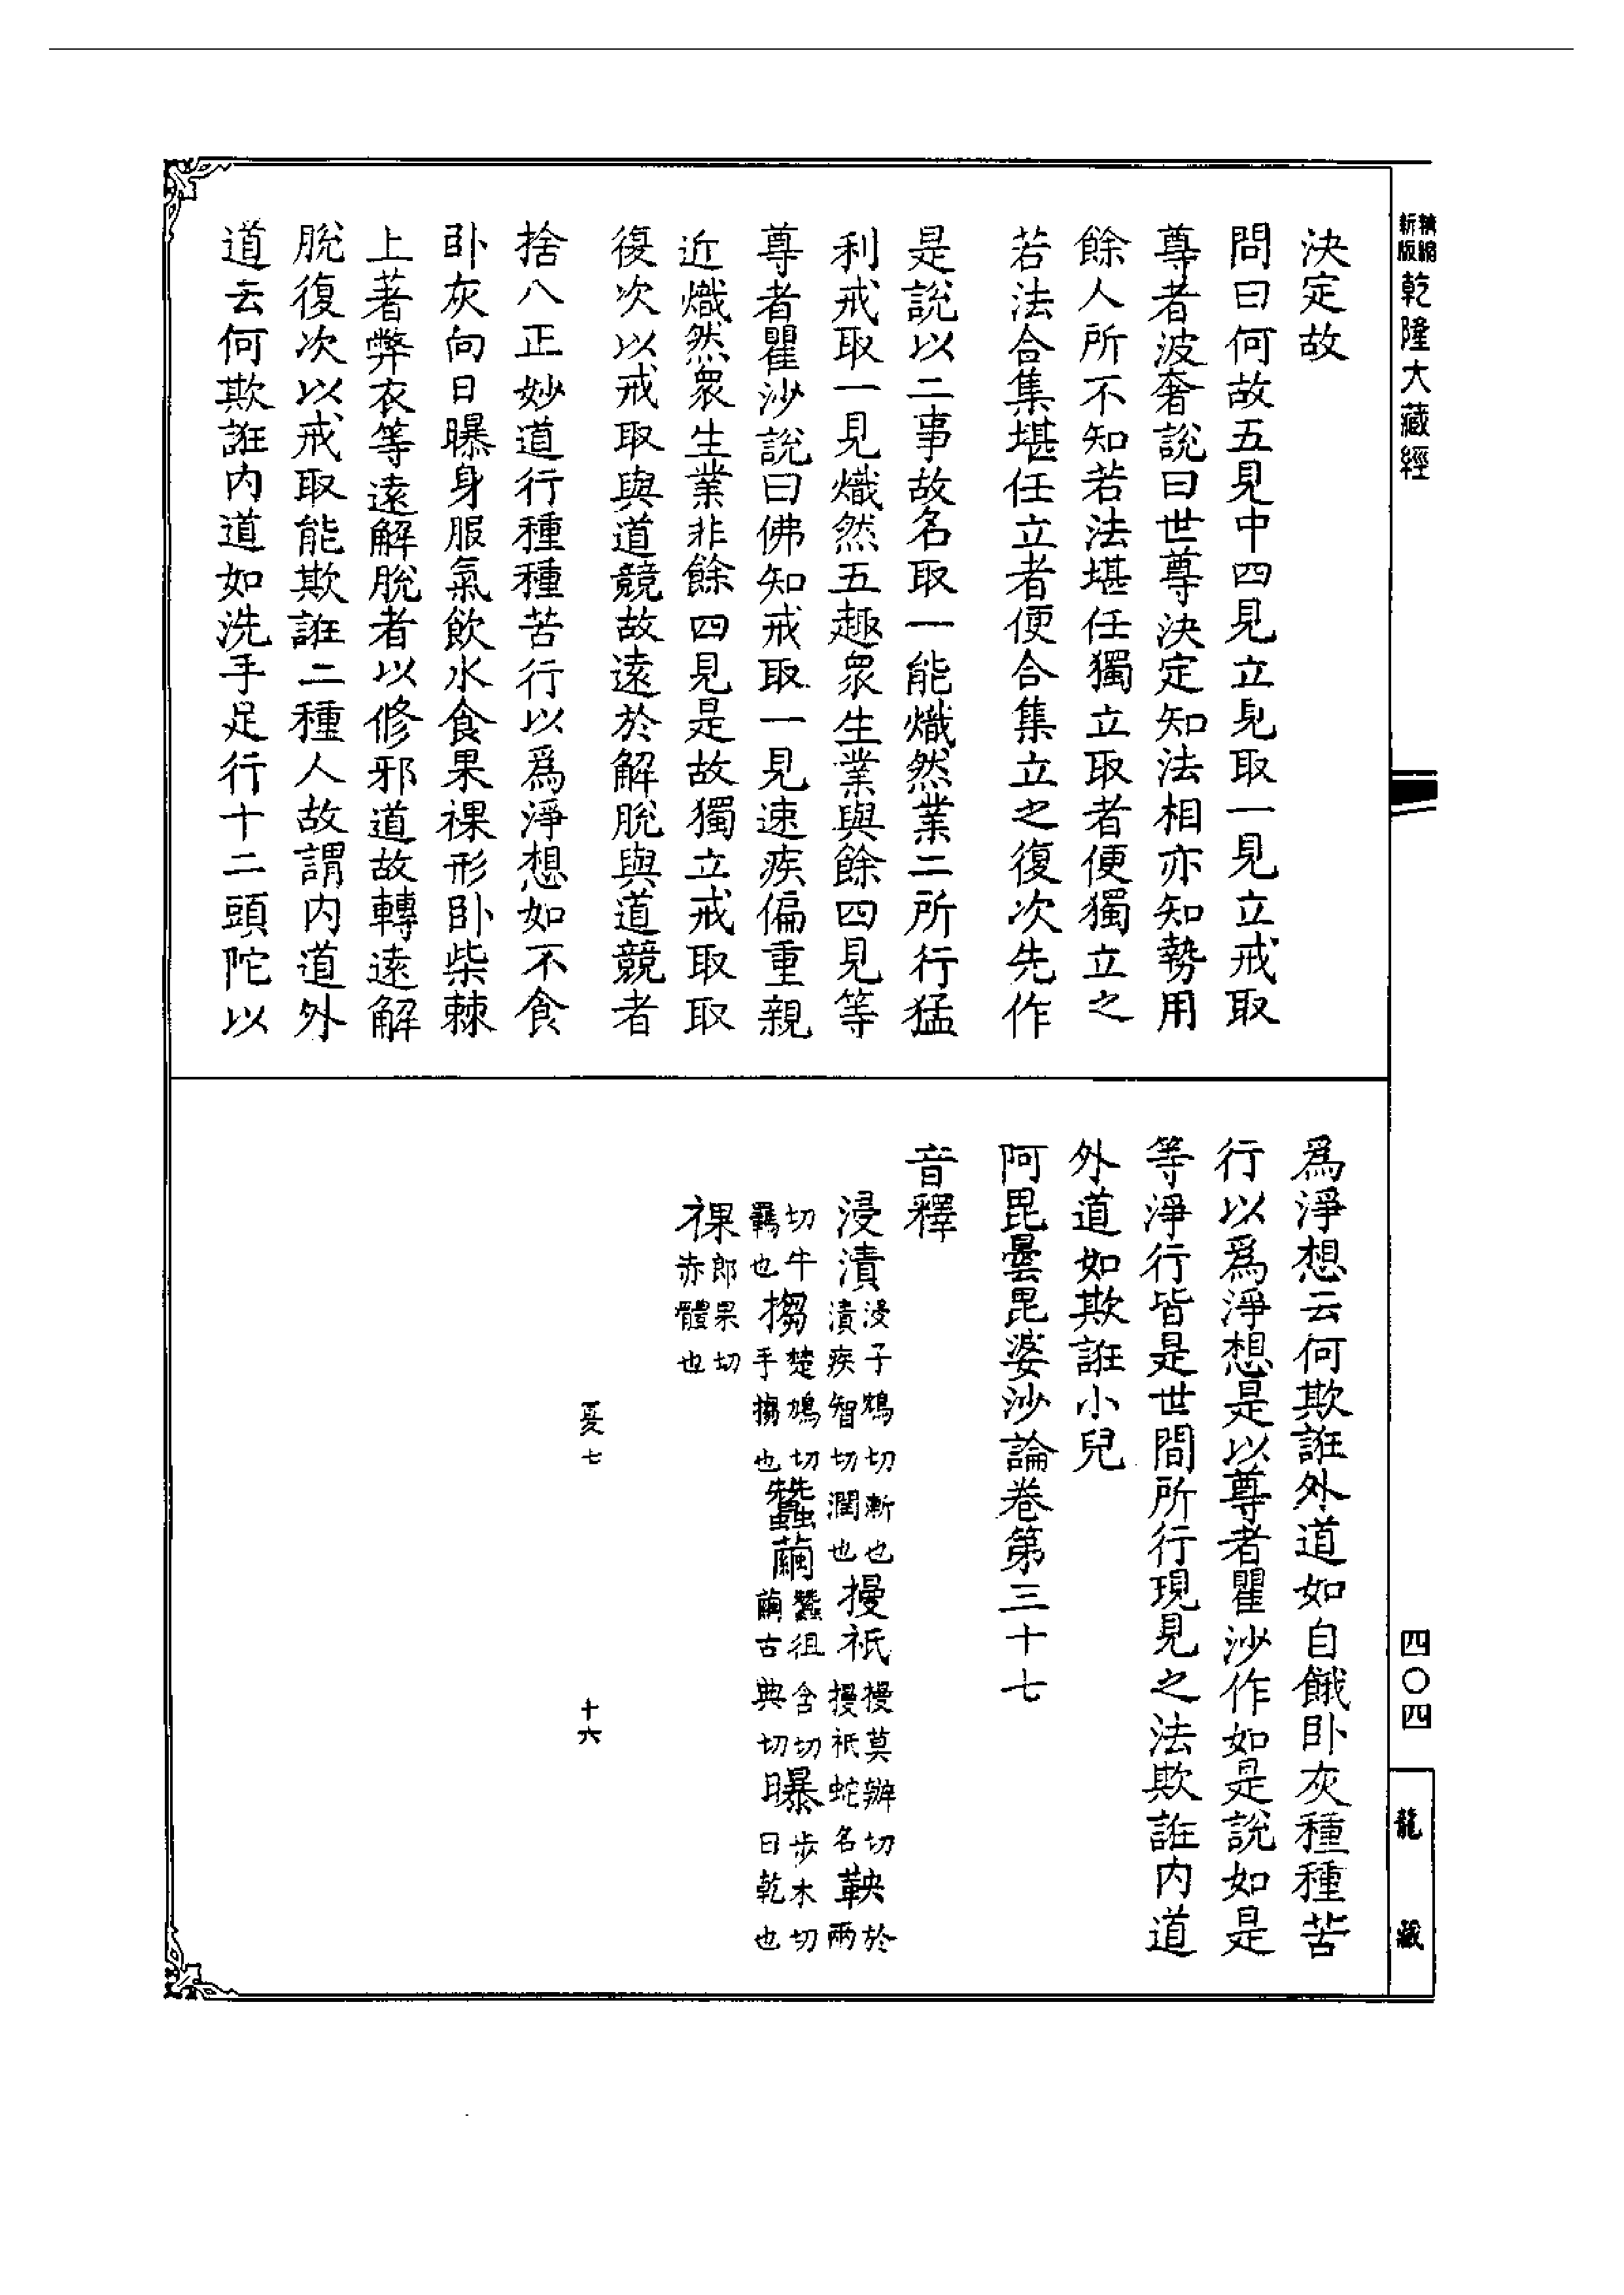 新版 精縮 乾隆大藏經
決定故
問曰何故五見中四見立見取一見立戒取
尊者波奢說曰世尊決定知法相亦知勢用
餘人所不知若法堪任獨立取者便獨立之
若法合集堪任立者便合集立之復次先作
是說以二事故名取一能熾然業二所行猛
利戒取一見熾然五趣衆生業與餘四見等
尊者瞿沙說曰佛知戒取一見速疾偏重親
近熾然衆生業非餘四見是故獨立戒取取
復次以戒取與道競故遠於解脫與道競者
捨八正妙道行種種苦行以爲淨想如不食
卧灰向日曝身服氣飲水食果裸形卧柴棘
上著弊衣等遠解脫者以修邪道故轉遠解
脫復次以戒取能欺誑二種人故謂內道外
道云何欺誑內道如洗手足行十二頭陀以
爲淨想云何欺誑外道如自餓卧灰種種苦
行以爲淨想是以尊者瞿沙作如是說如是
等淨行皆是世間所行現見之法欺誑內道
外道如欺誑小兒
阿毘曇毘婆沙論卷第三十七
音釋
浸漬 浸子鴆切漸也漬疾智切潤也 摱祇 摱莫辦切摱祇蛇名 鞅 於兩
切牛羈也 搊 楚鳩切手搊也 蠶繭 蠶徂含切繭古典切 曝 步木切日乾也
裸 郎果切赤體也
憂七
十六
四〇四
龍藏